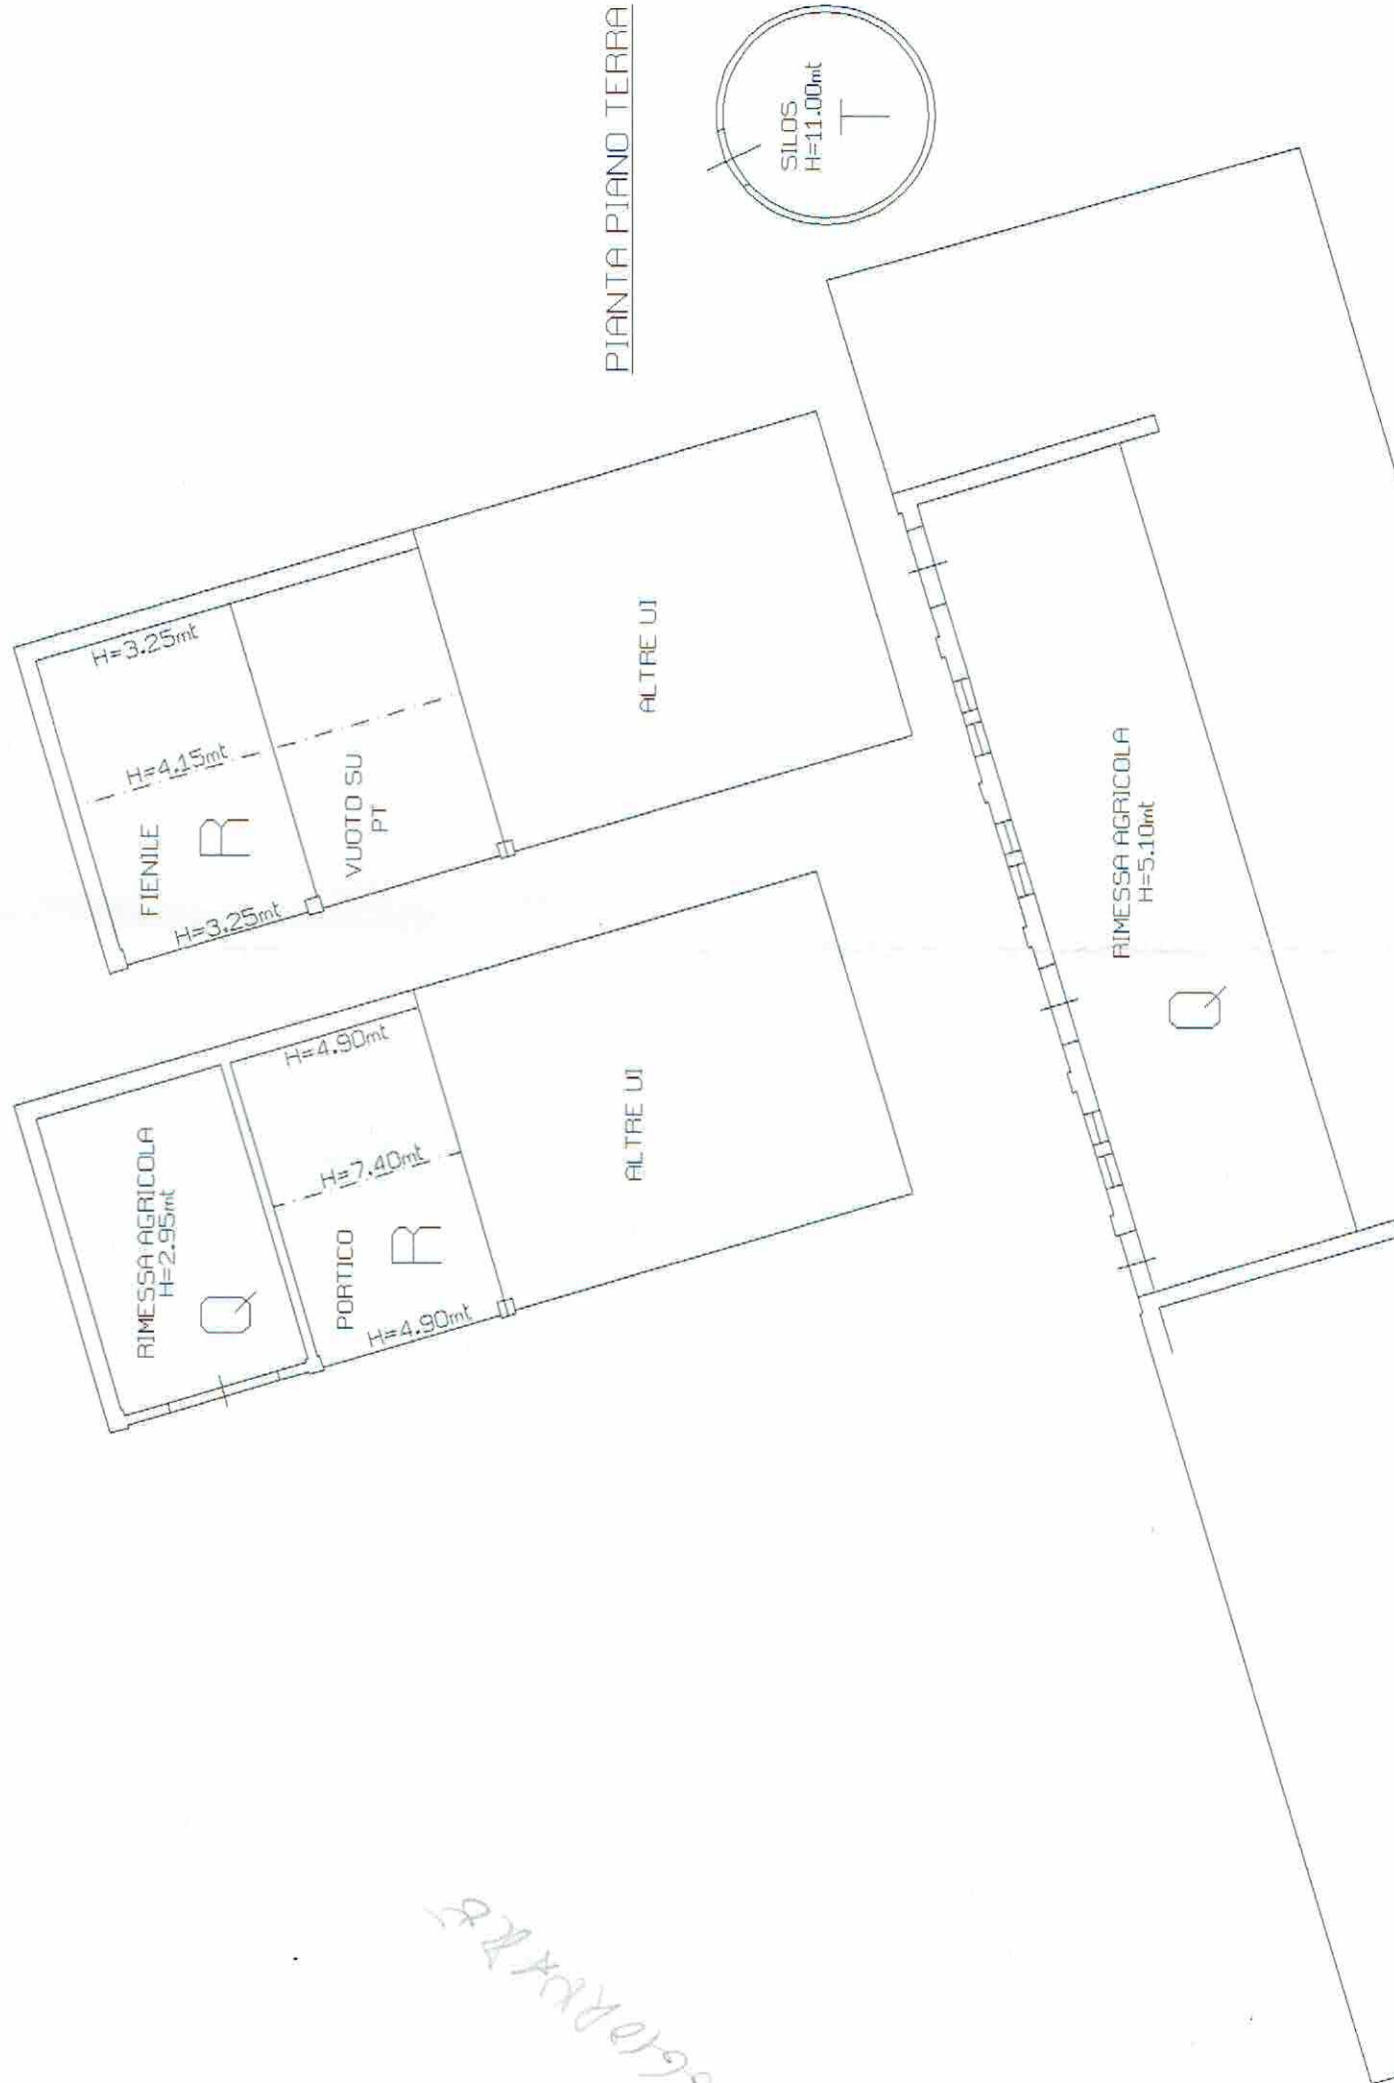 PIANTA PIANO TERRA
SILOS
H=11.00mt
T
H=3.25mt
H=4.15mt
FIENILE
R
H=3.25mt
VUOTO SU
PT
ALTRE UI
RIMESSA AGRICOLA
H=2.95mt
Q
H=4.90mt
H=7.40mt
PORTICO
R
H=4.90mt
ALTRE UI
RIMESSA AGRICOLA
H=5.10mt
Q